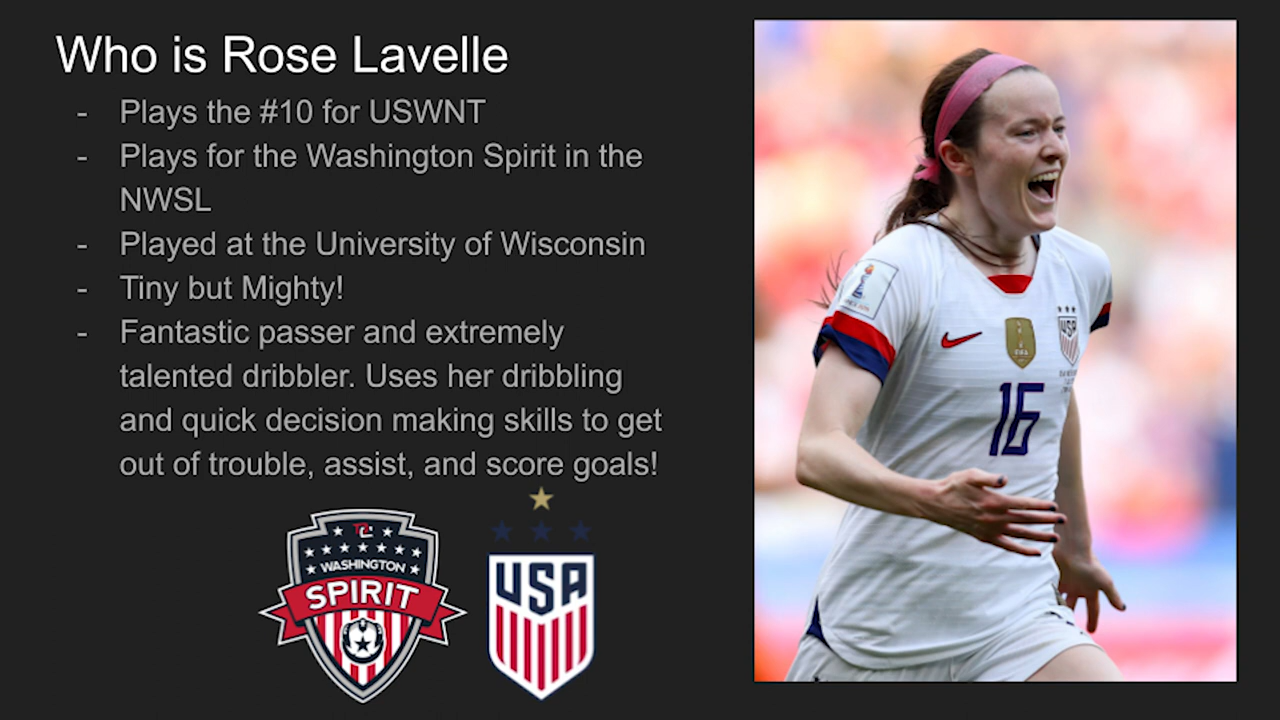 Who is Rose Lavelle
- Plays the #10 for USWNT
- Plays for the Washington Spirit in the
NWSL
- Played at the University of Wisconsin
- Tiny but Mighty!
- Fantastic passer and extremely
talented dribbler. Uses her dribbling
and quick decision making skills to get
out of trouble, assist, and score goals!
WASHINGTON
SPIRIT
USA
USA
FIFA
16